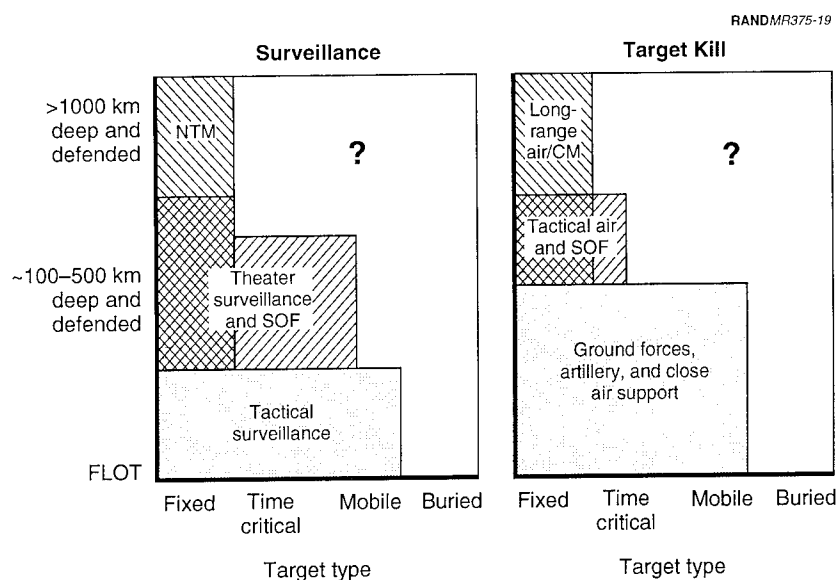 RANDMR375-19
Surveillance
Target Kill
>1000 km
deep and
defended
~100–500 km
deep and
defended
FLOT
NTM
?
Theater
surveillance
and SOF
Tactical
surveillance
Fixed
Time
critical
Mobile
Buried
Target type
Long-
range
air/CM
?
Tactical air
and SOF
Ground forces,
artillery, and close
air support
Fixed
Time
critical
Mobile
Buried
Target type